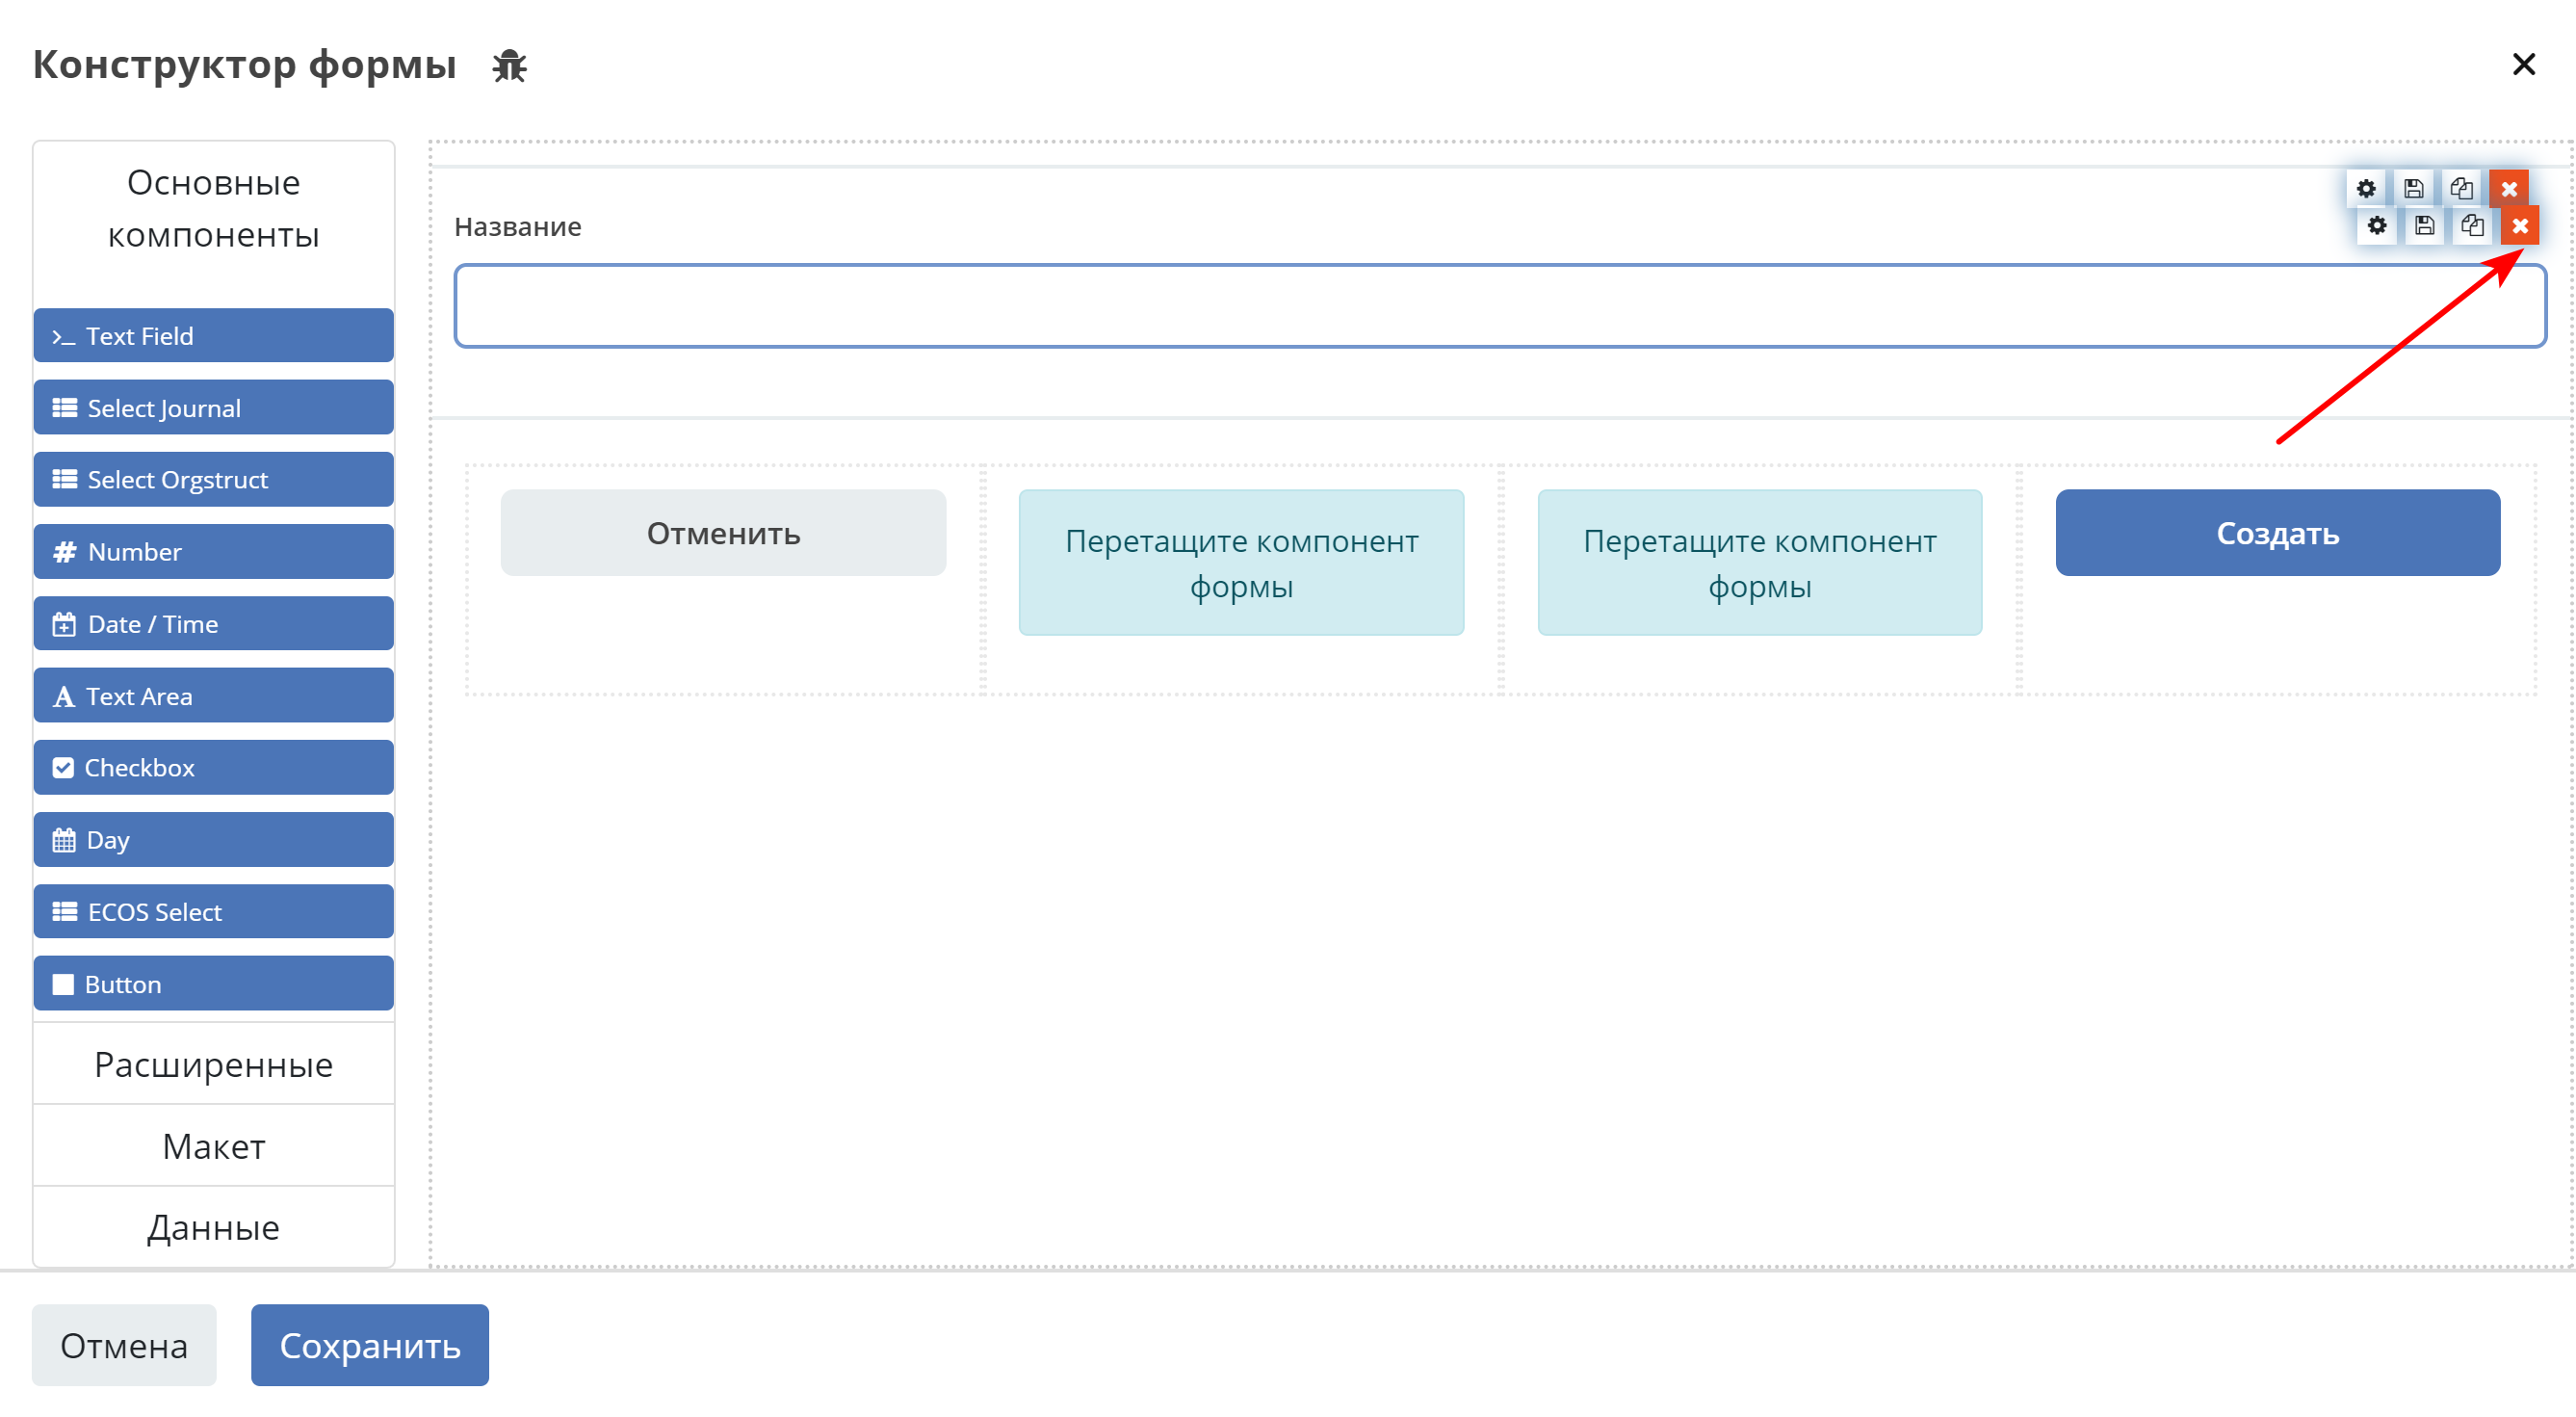 Конструктор формы
Основные
компоненты
Text Field
Select Journal
Select Orgstruct
Number
Date / Time
Text Area
Checkbox
Day
ECOS Select
Button
Расширенные
Макет
Данные
Название
Отменить
Перетащите компонент
формы
Перетащите компонент
формы
Создать
Отмена
Сохранить